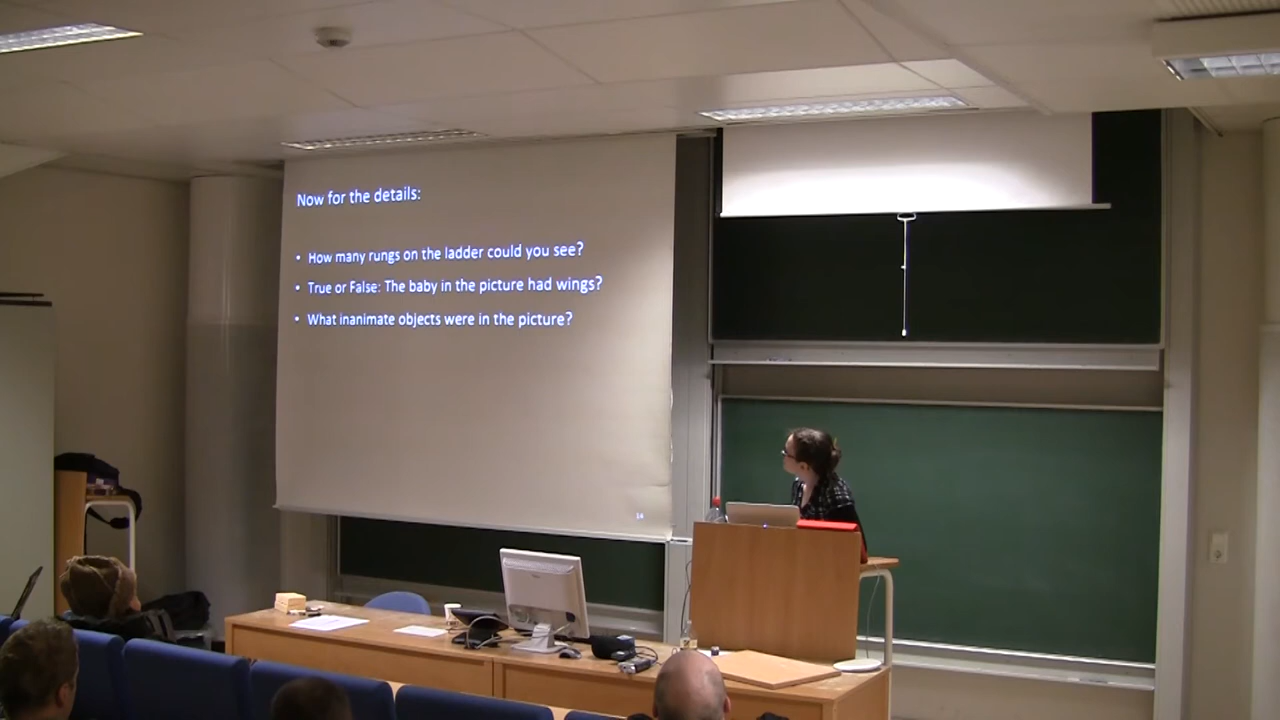 Now for the details:
• How many rungs on the ladder could you see?
• True or False: The baby in the picture had wings?
• What inanimate objects were in the picture?
14